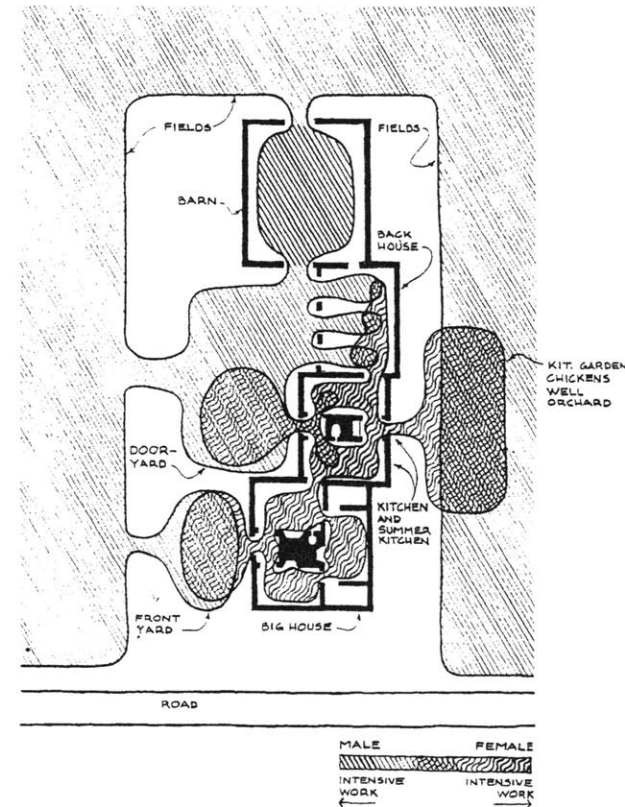 FIELDS
FIELDS
BARN
BACK
HOUSE
KIT. GARDEN
CHICKENS
WELL
ORCHARD
DOOR-
YARD
KITCHEN
AND
SUMMER
KITCHEN
FRONT
YARD
BIG HOUSE
ROAD
MALE
FEMALE
INTENSIVE
WORK
INTENSIVE
WORK